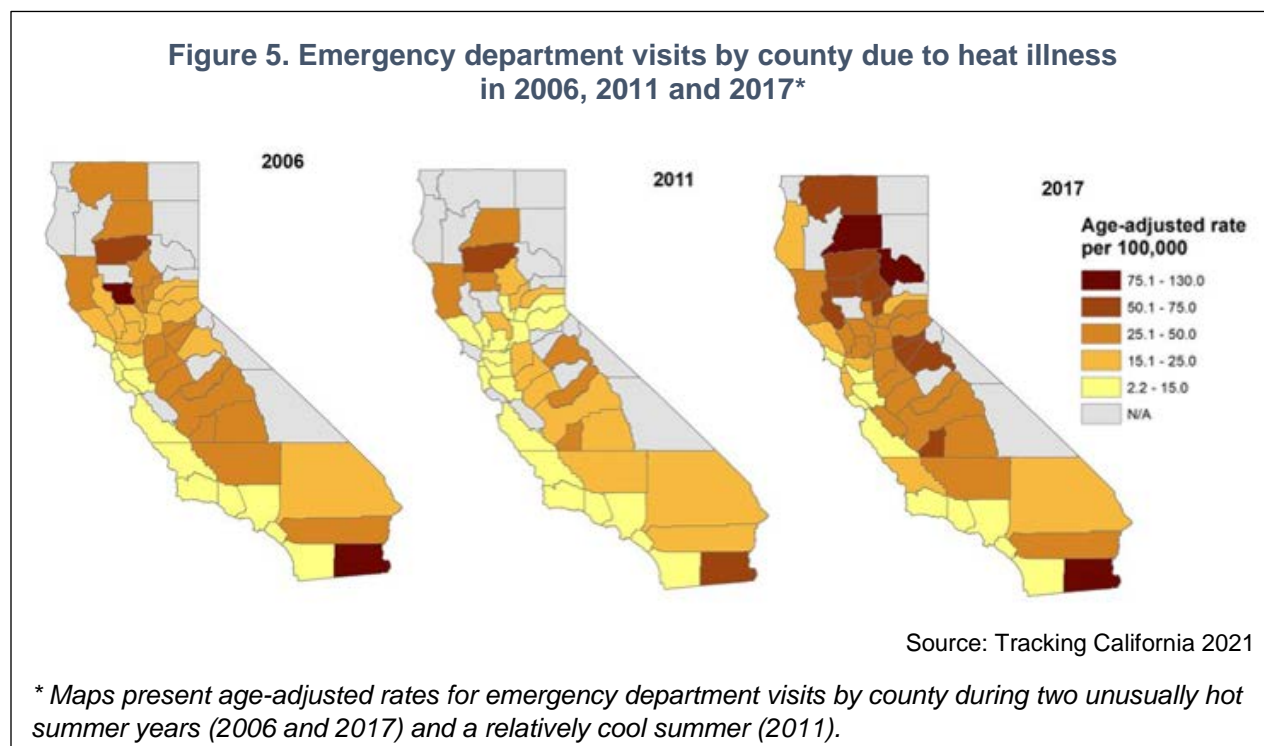 Figure 5. Emergency department visits by county due to heat illness
in 2006, 2011 and 2017*
2006
2011
2017
Age-adjusted rate
per 100,000
75.1 - 130.0
50.1 - 75.0
25.1 - 50.0
15.1 - 25.0
2.2 - 15.0
N/A
Source: Tracking California 2021
* Maps present age-adjusted rates for emergency department visits by county during two unusually hot
summer years (2006 and 2017) and a relatively cool summer (2011).